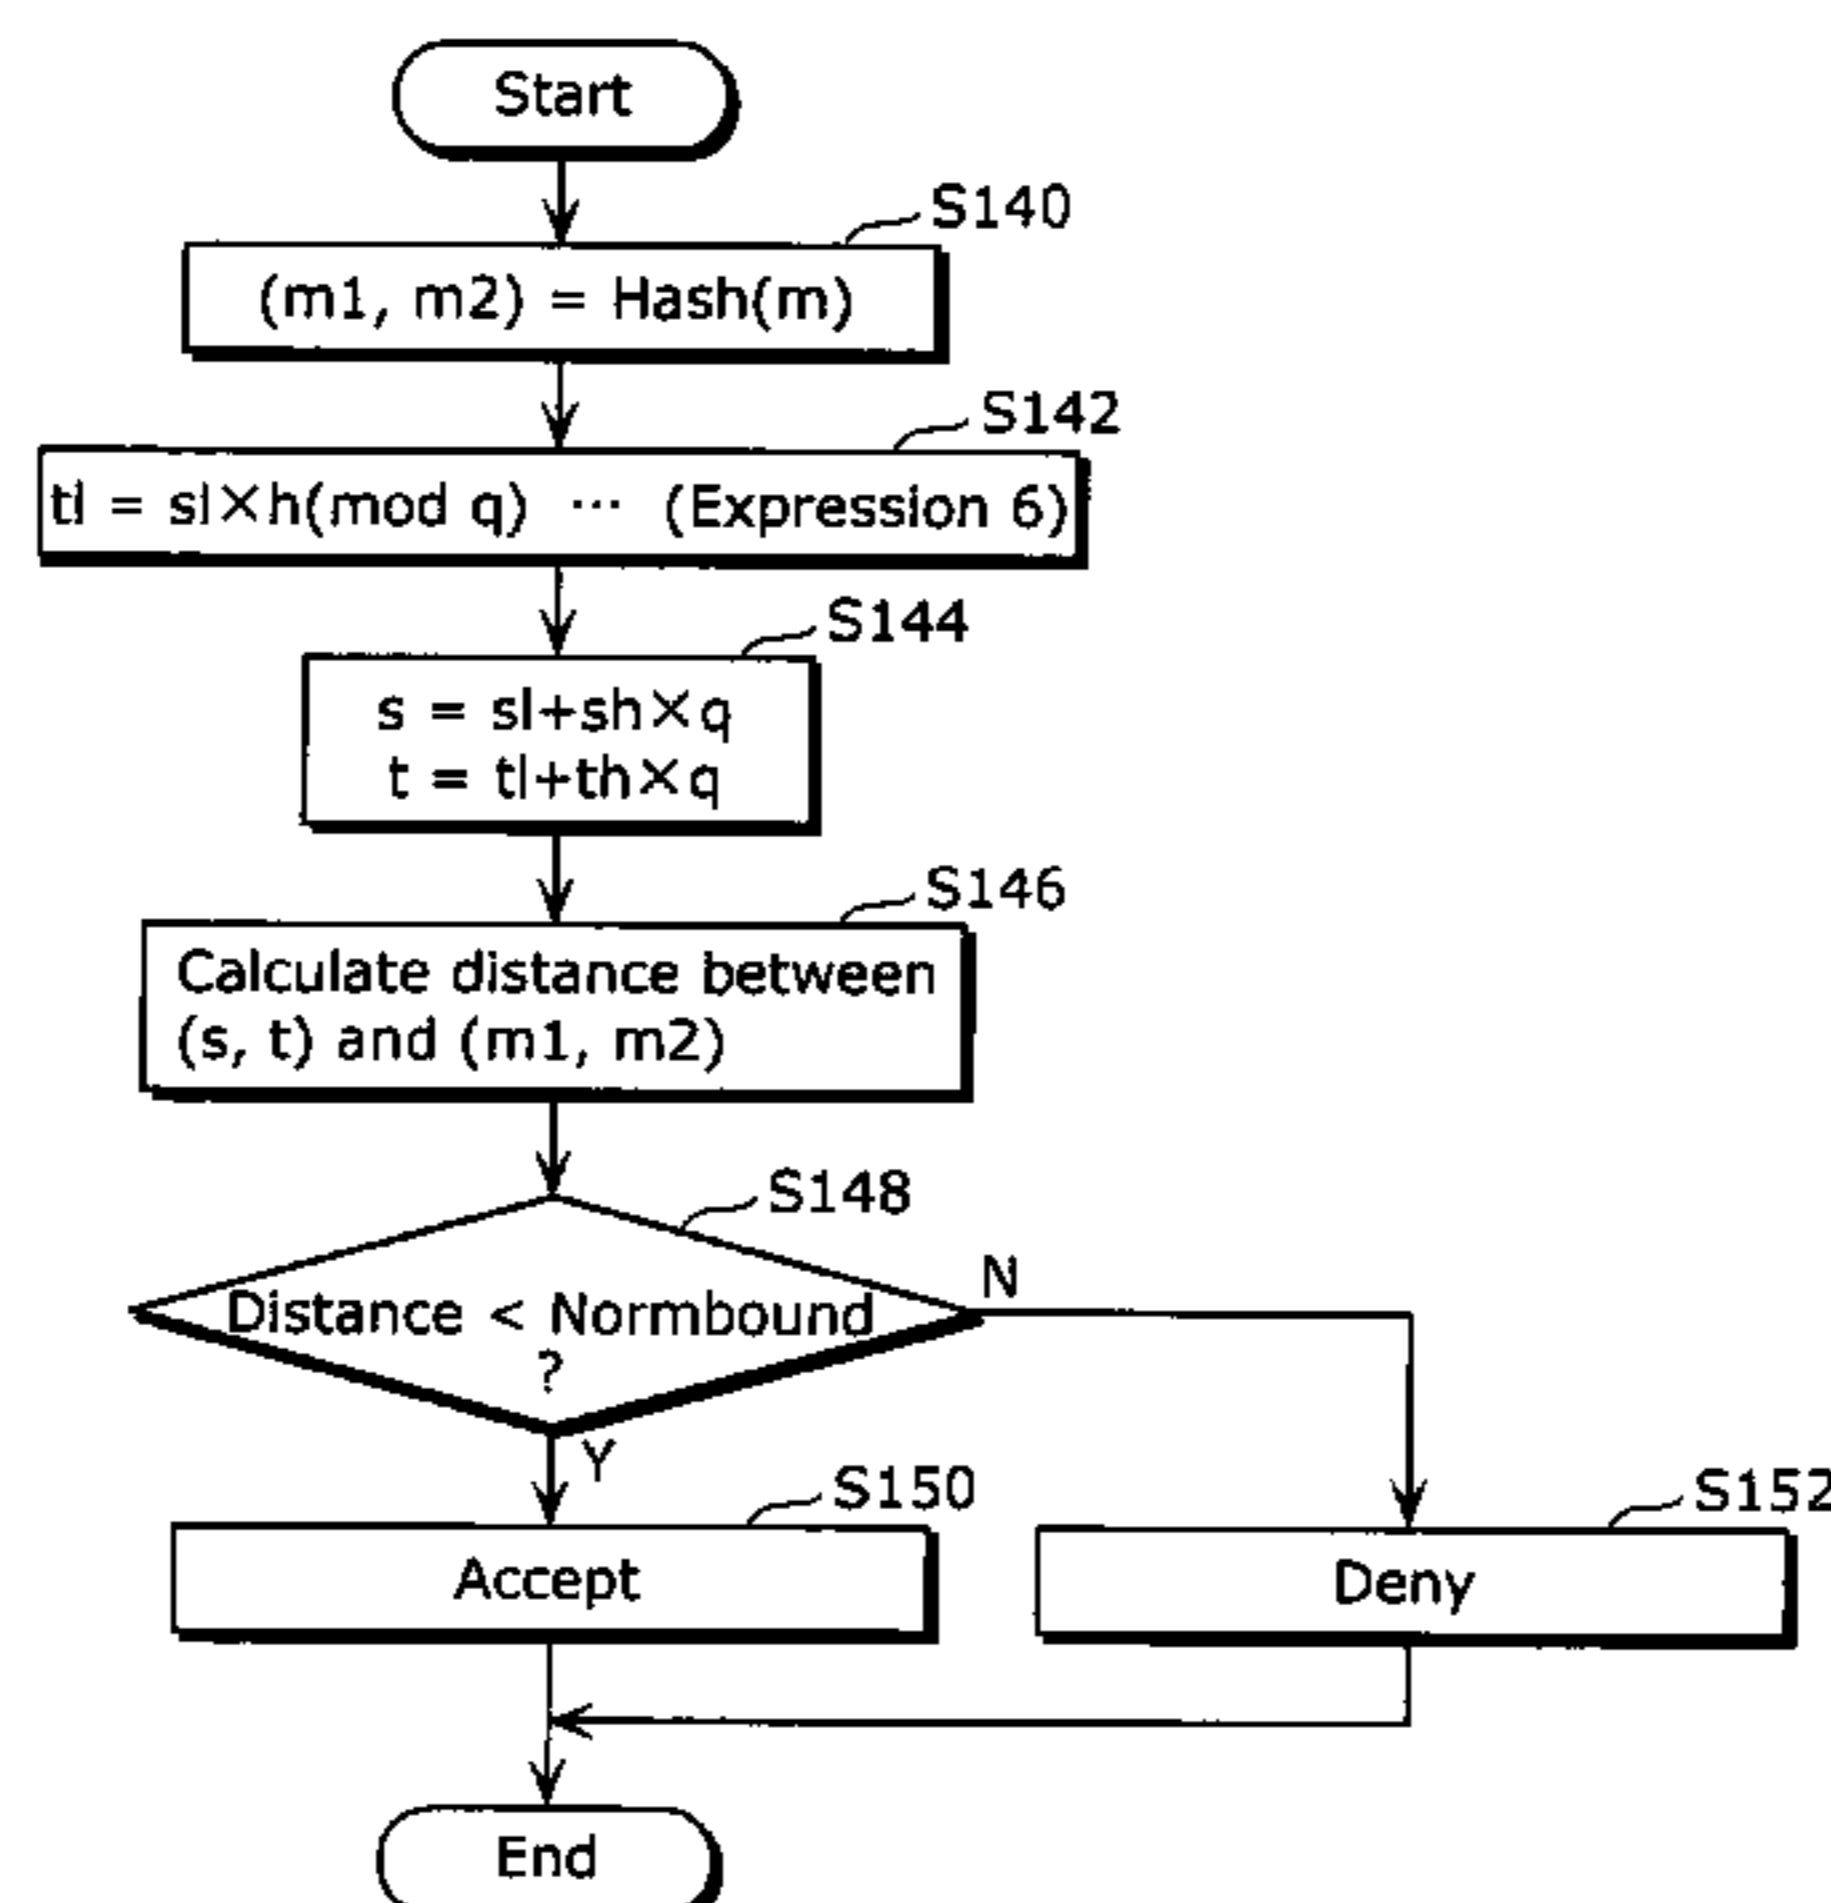 Start
S140
(m1, m2) = Hash(m)
S142
tl = sl×h(mod q) ··· (Expression 6)
S144
s = sl+sh×q
t = tl+th×q
S146
Calculate distance between
(s, t) and (m1, m2)
S148
Distance < Normbound
?
N
Y
S150
S152
Accept
Deny
End